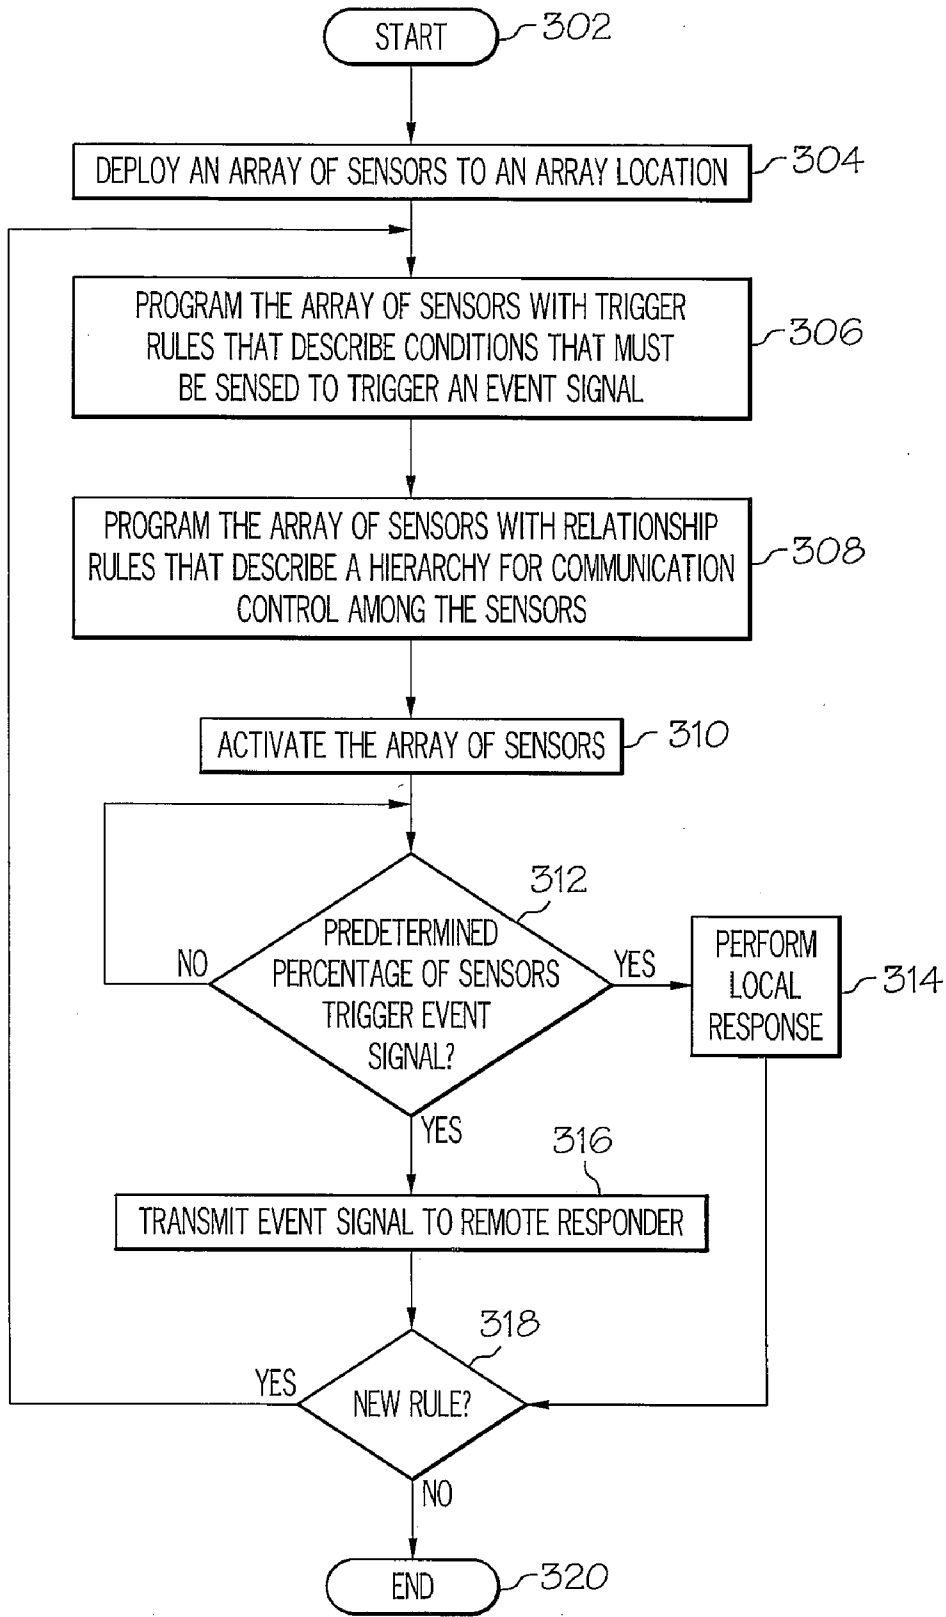 START
302
DEPLOY AN ARRAY OF SENSORS TO AN ARRAY LOCATION
304
PROGRAM THE ARRAY OF SENSORS WITH TRIGGER
RULES THAT DESCRIBE CONDITIONS THAT MUST
BE SENSED TO TRIGGER AN EVENT SIGNAL
306
PROGRAM THE ARRAY OF SENSORS WITH RELATIONSHIP
RULES THAT DESCRIBE A HIERARCHY FOR COMMUNICATION
CONTROL AMONG THE SENSORS
308
ACTIVATE THE ARRAY OF SENSORS
310
312
PREDETERMINED
PERCENTAGE OF SENSORS
TRIGGER EVENT
SIGNAL?
NO
YES
PERFORM
LOCAL
RESPONSE
314
YES
316
TRANSMIT EVENT SIGNAL TO REMOTE RESPONDER
318
YES
NEW RULE?
NO
END
320